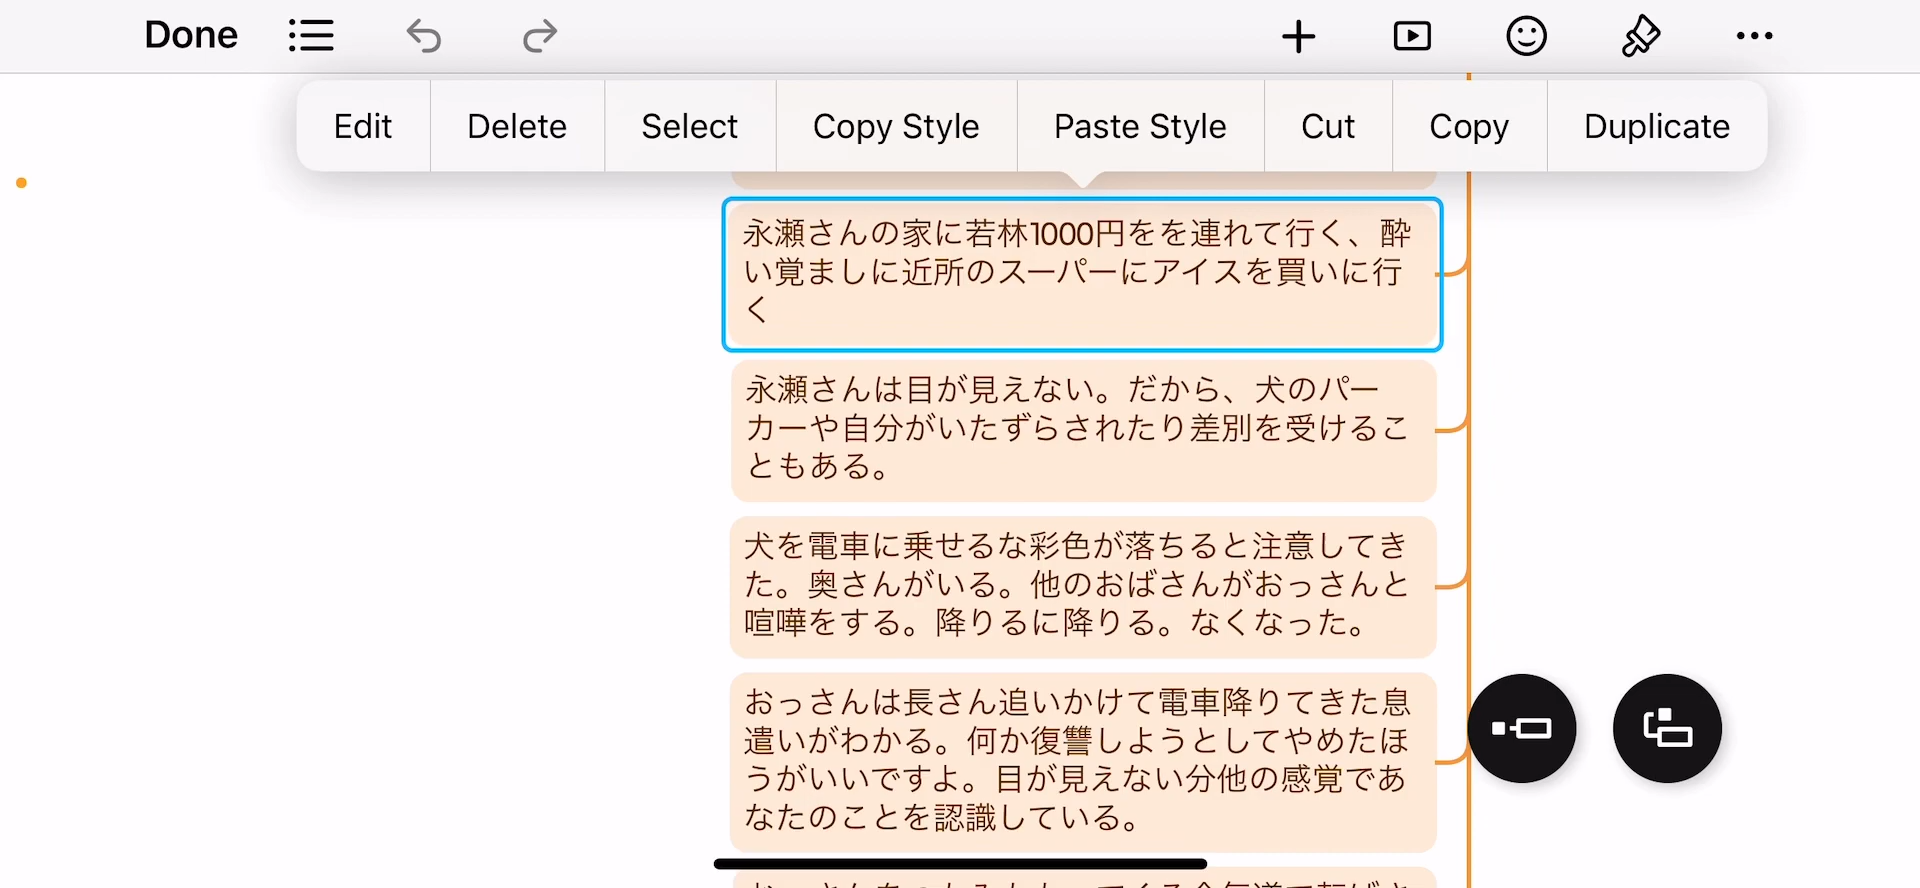 Done
Edit Delete Select Copy Style Paste Style Cut Copy Duplicate
永瀬さんの家に若林1000円をを連れて行く、酔
い覚ましに近所のスーパーにアイスを買いに行
く
永瀬さんは目が見えない。だから、犬のパー
カーや自分がいたずらされたり差別を受けるこ
ともある。
犬を電車に乗せるな彩色が落ちると注意してき
た。奥さんがいる。他のおばさんがおっさんと
喧嘩をする。降りるに降りる。なくなった。
おっさんは長さん追いかけて電車降りてきた息
遣いがわかる。何か復讐しようとしてやめたほ
うがいいですよ。目が見えない分他の感覚であ
なたのことを認識している。